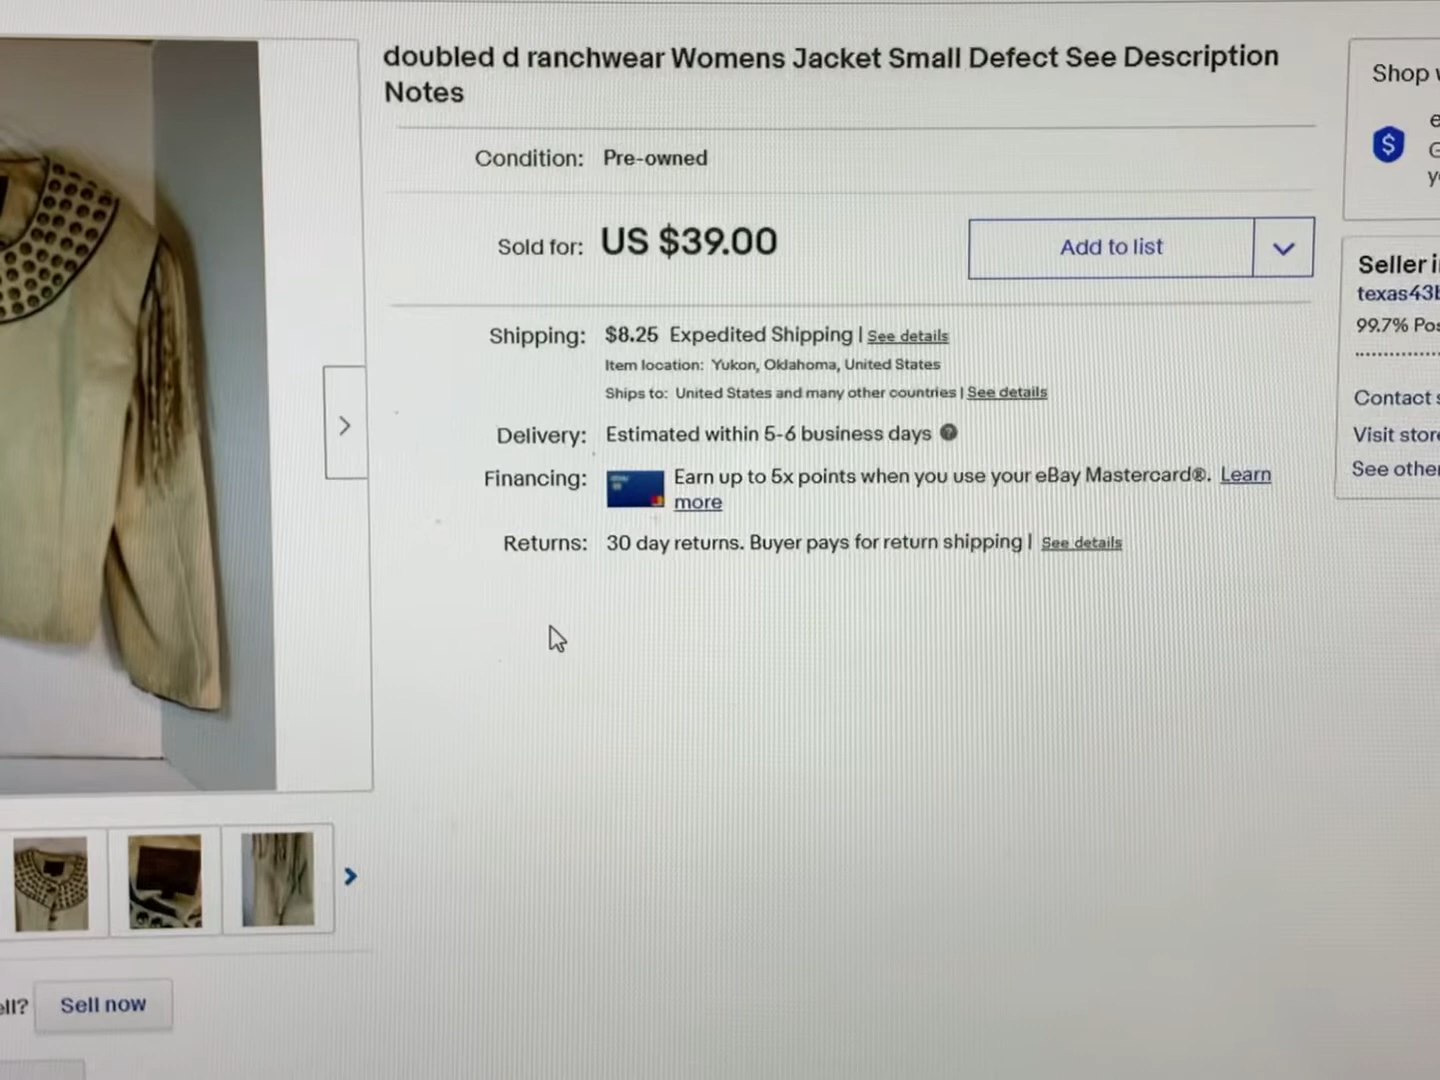 doubled d ranchwear Womens Jacket Small Defect See Description
Notes
Condition: Pre-owned
Sold for: US $39.00
Add to list
Shipping: $8.25 Expedited Shipping | See details
Item location: Yukon, Oklahoma, United States
Ships to: United States and many other countries | See details
Delivery: Estimated within 5-6 business days
Financing: Earn up to 5x points when you use your eBay Mastercard®. Learn
more
Returns: 30 day returns. Buyer pays for return shipping | See details
Shop
$
Seller
texas43
99.7%
Contact
Visit
See
Sell now